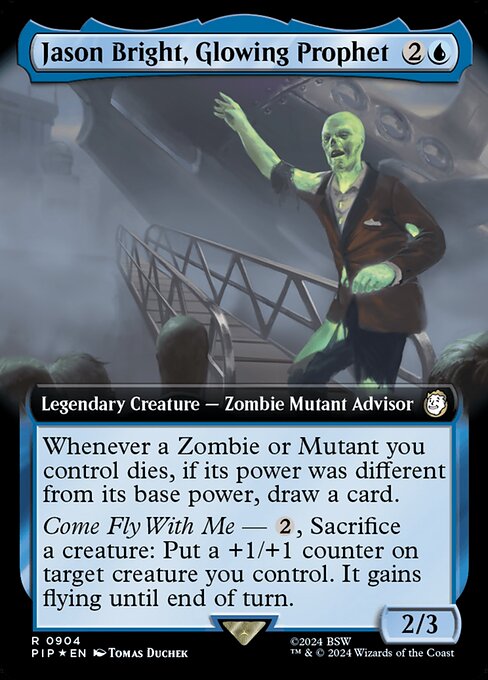 Jason Bright, Glowing Prophet 2
Legendary Creature — Zombie Mutant Advisor
Whenever a Zombie or Mutant you
control dies, if its power was different
from its base power, draw a card.
Come Fly With Me — 2, Sacrifice
a creature: Put a +1/+1 counter on
target creature you control. It gains
flying until end of turn.
2/3
R 0904
PIP ★ EN Tomas Duchek
©2024 BSW
™ & © 2024 Wizards of the Coast